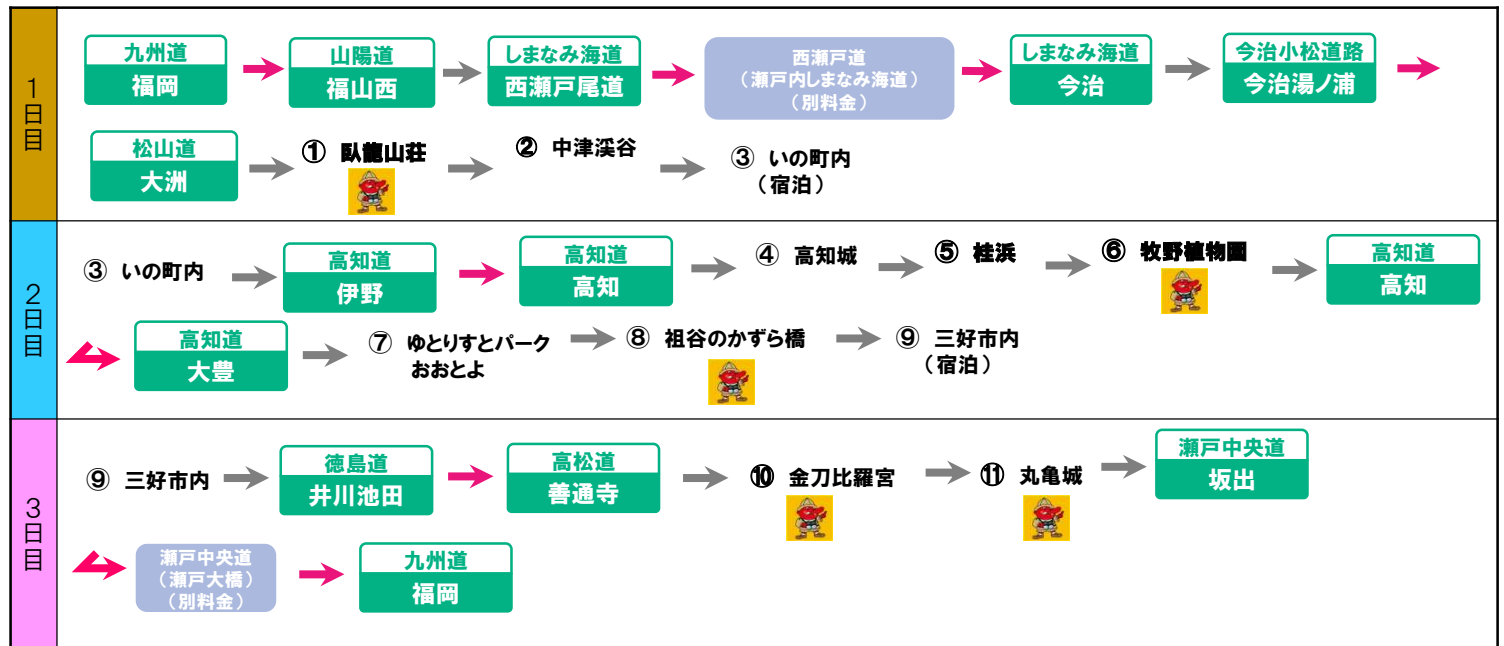 1日目
九州道
福岡
山陽道
福山西
しまなみ海道
西瀬戸尾道
西瀬戸道
(瀬戸内しまなみ海道)
(別料金)
しまなみ海道
今治
今治小松道路
今治湯ノ浦
松山道
大洲
① 臥龍山荘
② 中津渓谷
③ いの町内
(宿泊)
2日目
③ いの町内
高知道
伊野
高知道
高知
④ 高知城
⑤ 桂浜
⑥ 牧野植物園
高知道
高知
高知道
大豊
⑦ ゆとりすとパーク
おおとよ
⑧ 祖谷のかずら橋
⑨ 三好市内
(宿泊)
3日目
⑨ 三好市内
徳島道
井川池田
高松道
善通寺
⑩ 金刀比羅宮
⑪ 丸亀城
瀬戸中央道
坂出
瀬戸中央道
(瀬戸大橋)
(別料金)
九州道
福岡